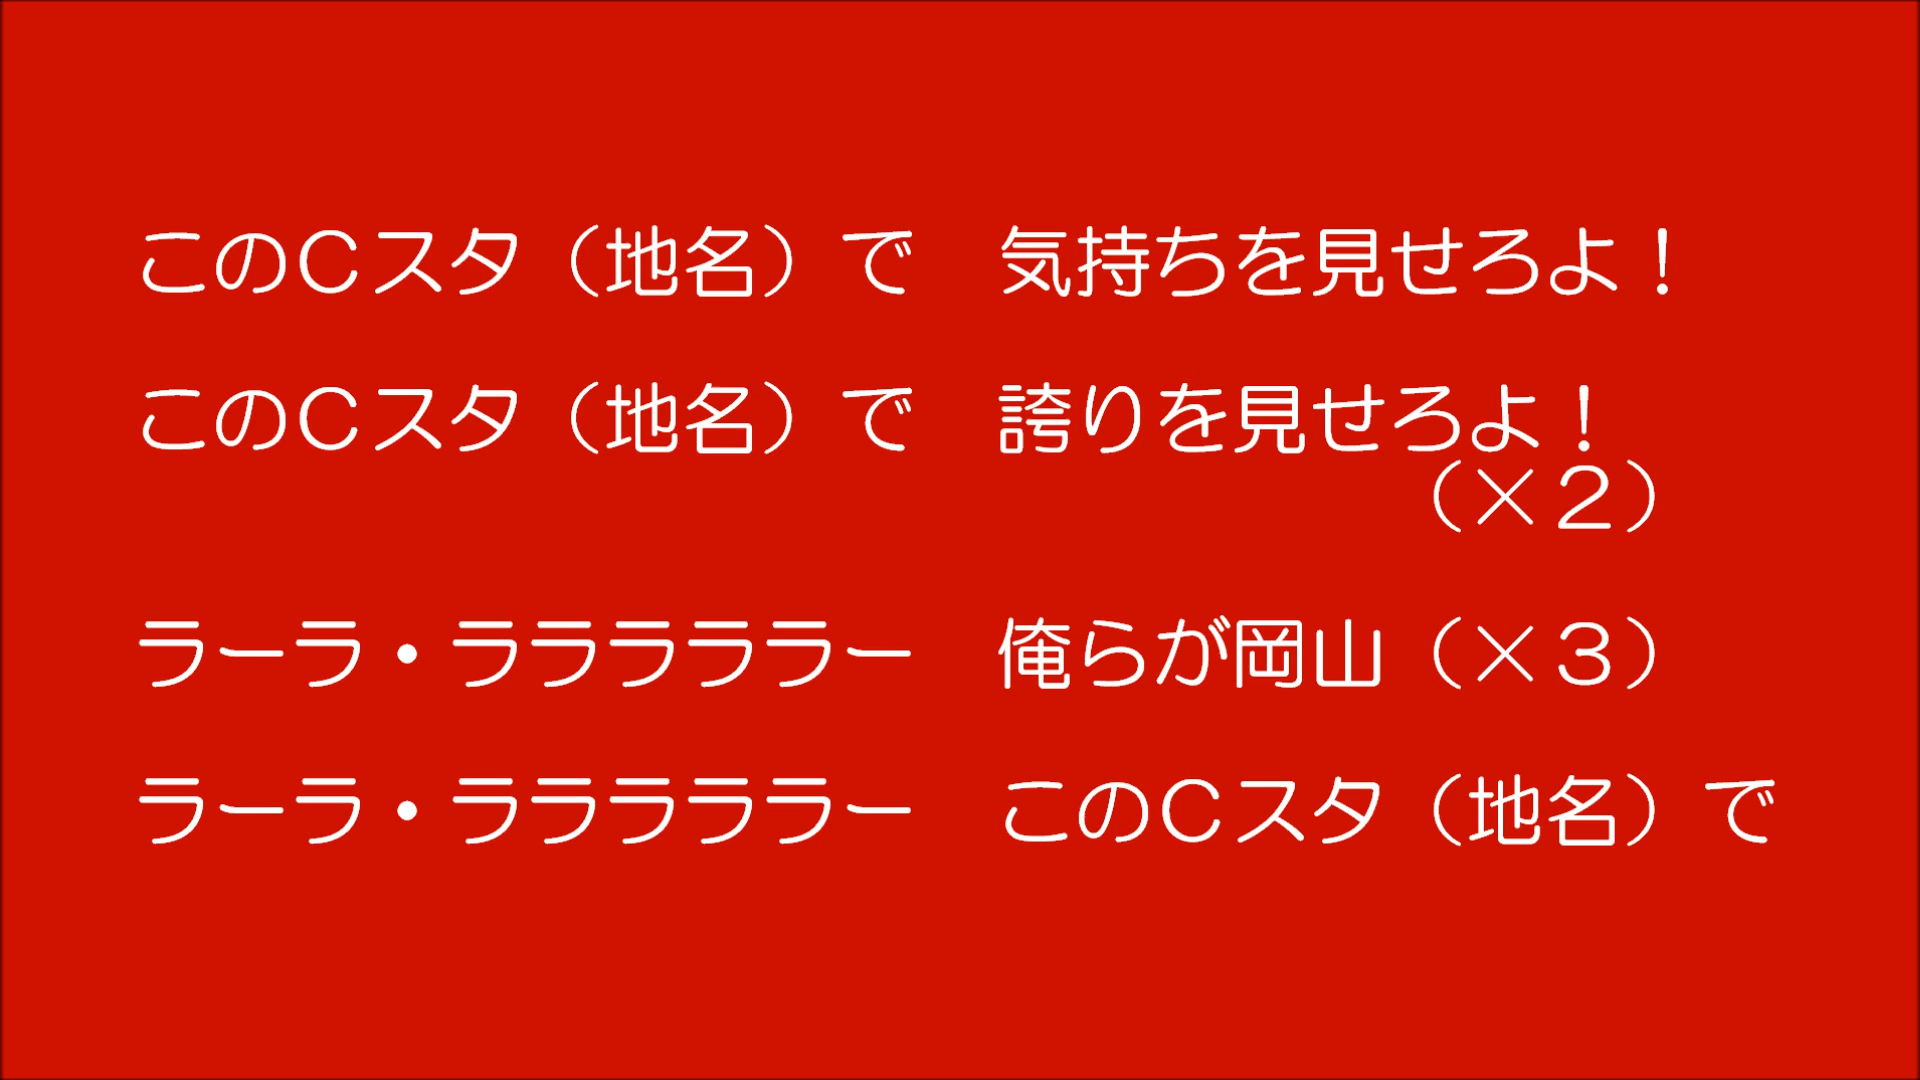 このＣスタ（地名）で　気持ちを見せろよ！
このＣスタ（地名）で　誇りを見せろよ！
（×２）
ラーラ・ラララララー　俺らが岡山（×３）
ラーラ・ラララララー　このＣスタ（地名）で